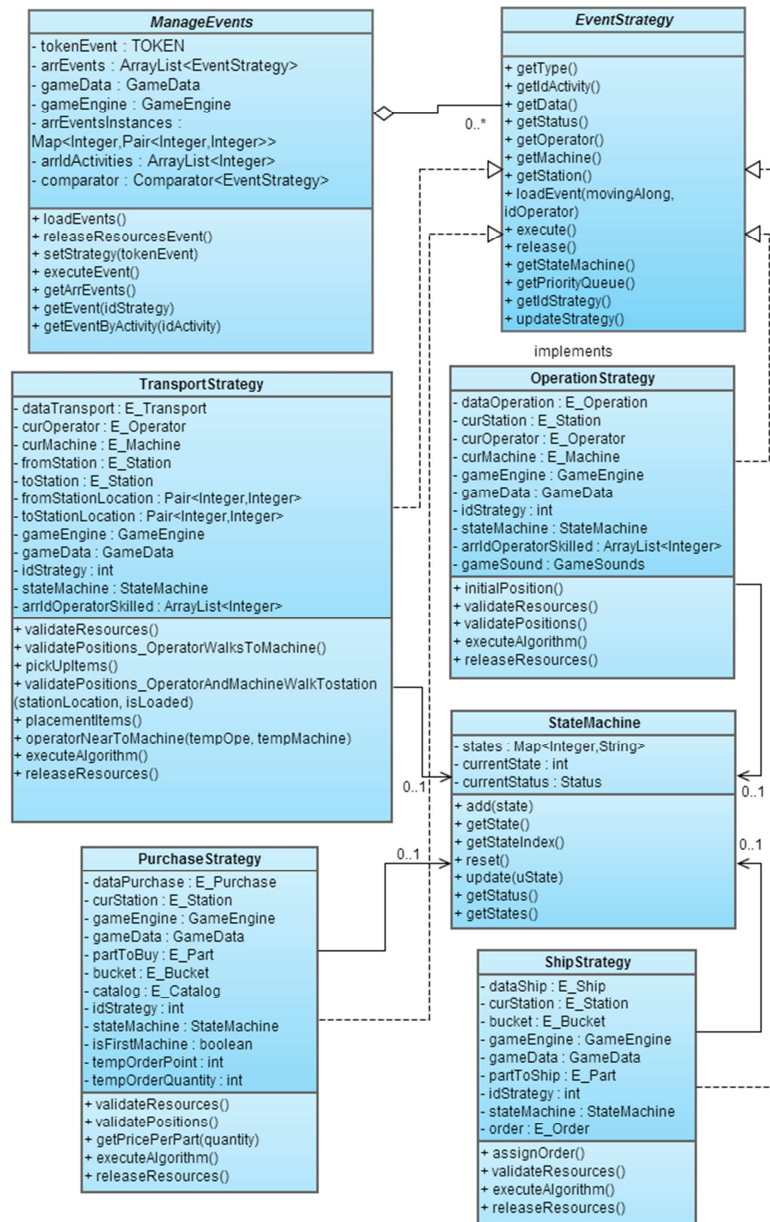 ManageEvents
- tokenEvent : TOKEN
- arrEvents : ArrayList<EventStrategy>
- gameData : GameData
- gameEngine : GameEngine
- arrEventsInstances :
Map<Integer,Pair<Integer,Integer>>
- arrIdActivities : ArrayList<Integer>
- comparator : Comparator<EventStrategy>
+ loadEvents()
+ releaseResourcesEvent()
+ setStrategy(tokenEvent)
+ executeEvent()
+ getArrEvents()
+ getEvent(idStrategy)
+ getEventByActivity(idActivity)
0..*
EventStrategy
+ getType()
+ getIdActivity()
+ getData()
+ getStatus()
+ getOperator()
+ getMachine()
+ getStation()
+ loadEvent(movingAlong,
idOperator)
+ execute()
+ release()
+ getStateMachine()
+ getPriorityQueue()
+ getIdStrategy()
+ updateStrategy()
implements
TransportStrategy
- dataTransport : E_Transport
- curOperator : E_Operator
- curMachine : E_Machine
- fromStation : E_Station
- toStation : E_Station
- fromStationLocation : Pair<Integer,Integer>
- toStationLocation : Pair<Integer,Integer>
- gameEngine : GameEngine
- gameData : GameData
- idStrategy : int
- stateMachine : StateMachine
- arrIdOperatorSkilled : ArrayList<Integer>
+ validateResources()
+ validatePositions_OperatorWalksToMachine()
+ pickUpItems()
+ validatePositions_OperatorAndMachineWalkTostation
(stationLocation, isLoaded)
+ placementItems()
+ operatorNearToMachine(tempOpe, tempMachine)
+ executeAlgorithm()
+ releaseResources()
0..1
OperationStrategy
- dataOperation : E_Operation
- curStation : E_Station
- curOperator : E_Operator
- curMachine : E_Machine
- gameEngine : GameEngine
- gameData : GameData
- idStrategy : int
- stateMachine : StateMachine
- arrIdOperatorSkilled : ArrayList<Integer>
- gameSound : GameSounds
+ initialPosition()
+ validateResources()
+ validatePositions()
+ executeAlgorithm()
+ releaseResources()
0..1
StateMachine
- states : Map<Integer,String>
- currentState : int
- currentStatus : Status
+ add(state)
+ getState()
+ getStateIndex()
+ reset()
+ update(uState)
+ getStatus()
+ getStates()
0..1
0..1
PurchaseStrategy
- dataPurchase : E_Purchase
- curStation : E_Station
- gameEngine : GameEngine
- gameData : GameData
- partToBuy : E_Part
- bucket : E_Bucket
- catalog : E_Catalog
- idStrategy : int
- stateMachine : StateMachine
- isFirstMachine : boolean
- tempOrderPoint : int
- tempOrderQuantity : int
+ validateResources()
+ validatePositions()
+ getPricePerPart(quantity)
+ executeAlgorithm()
+ releaseResources()
ShipStrategy
- dataShip : E_Ship
- curStation : E_Station
- bucket : E_Bucket
- gameEngine : GameEngine
- gameData : GameData
- partToShip : E_Part
- idStrategy : int
- stateMachine : StateMachine
- order : E_Order
+ assignOrder()
+ validateResources()
+ executeAlgorithm()
+ releaseResources()